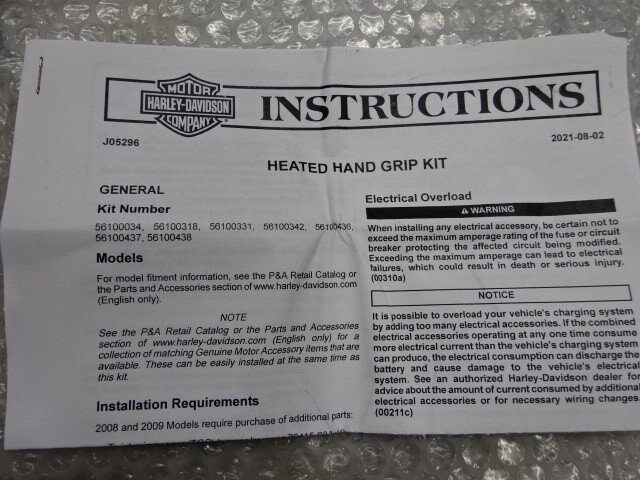 MOTOR
HARLEY-DAVIDSON
COMPANY
INSTRUCTIONS
J05296
2021-08-02
HEATED HAND GRIP KIT
GENERAL
Kit Number
56100034, 56100318, 56100331, 56100342, 56100436,
56100437, 56100438
Models
For model fitment information, see the P&A Retail Catalog or
the Parts and Accessories section of www.harley-davidson.com
(English only).
NOTE
See the P&A Retail Catalog or the Parts and Accessories
section of www.harley-davidson.com (English only) for a
collection of matching Genuine Motor Accessory items that are
available. These can be easily installed at the same time as
this kit.
Installation Requirements
2008 and 2009 Models require purchase of additional parts:
Electrical Overload
WARNING
When installing any electrical accessory, be certain not to
exceed the maximum amperage rating of the fuse or circuit
breaker protecting the affected circuit being modified.
Exceeding the maximum amperage can lead to electrical
failures, which could result in death or serious injury.
(00310a)
NOTICE
It is possible to overload your vehicle's charging system
by adding too many electrical accessories. If the combined
electrical accessories operating at any one time consume
more electrical current than the vehicle's charging system
can produce, the electrical consumption can discharge the
battery and cause damage to the vehicle's electrical
system. See an authorized Harley-Davidson dealer for
advice about the amount of current consumed by additional
electrical accessories or for necessary wiring changes.
(00211c)